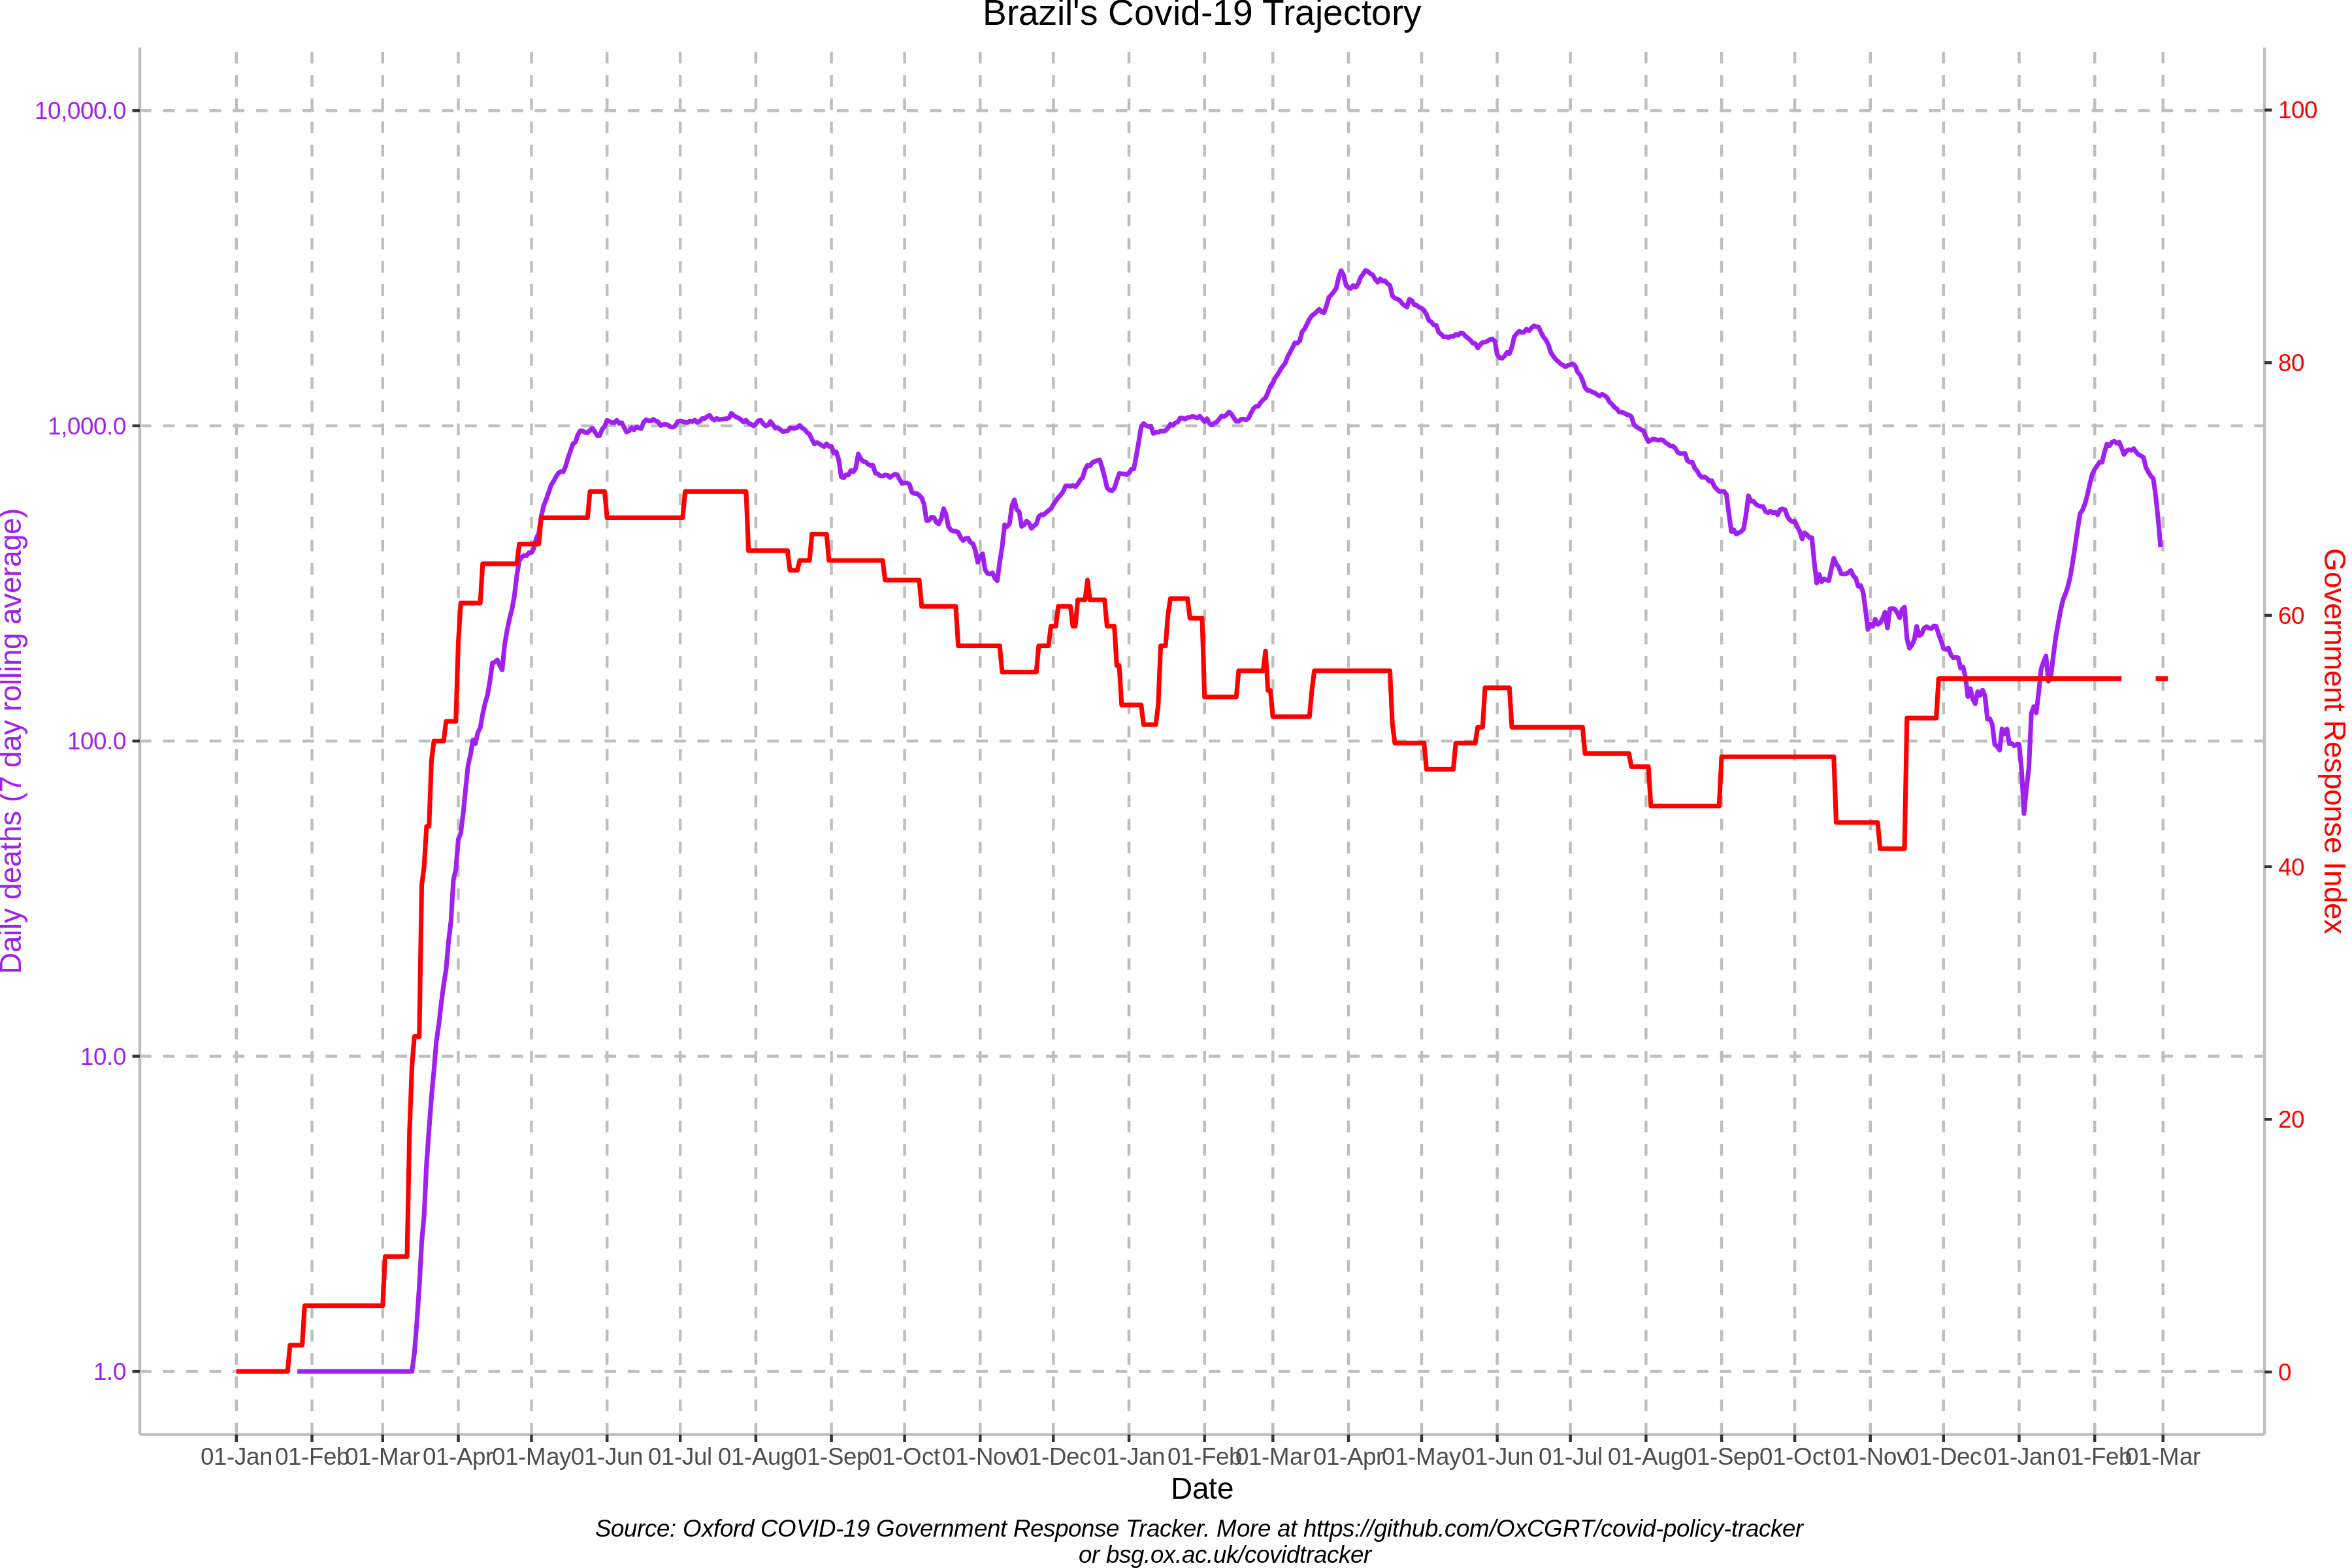 Brazil's Covid-19 Trajectory
10,000.0
1,000.0
100.0
10.0
1.0
Daily deaths (7 day rolling average)
100
80
60
40
20
0
Government Response Index
01-Jan 01-Feb 01-Mar 01-Apr 01-May 01-Jun 01-Jul 01-Aug 01-Sep 01-Oct 01-Nov 01-Dec 01-Jan 01-Feb 01-Mar 01-Apr 01-May 01-Jun 01-Jul 01-Aug 01-Sep 01-Oct 01-Nov 01-Dec 01-Jan 01-Feb 01-Mar
Date
Source: Oxford COVID-19 Government Response Tracker. More at https://github.com/OxCGRT/covid-policy-tracker
or bsg.ox.ac.uk/covidtracker